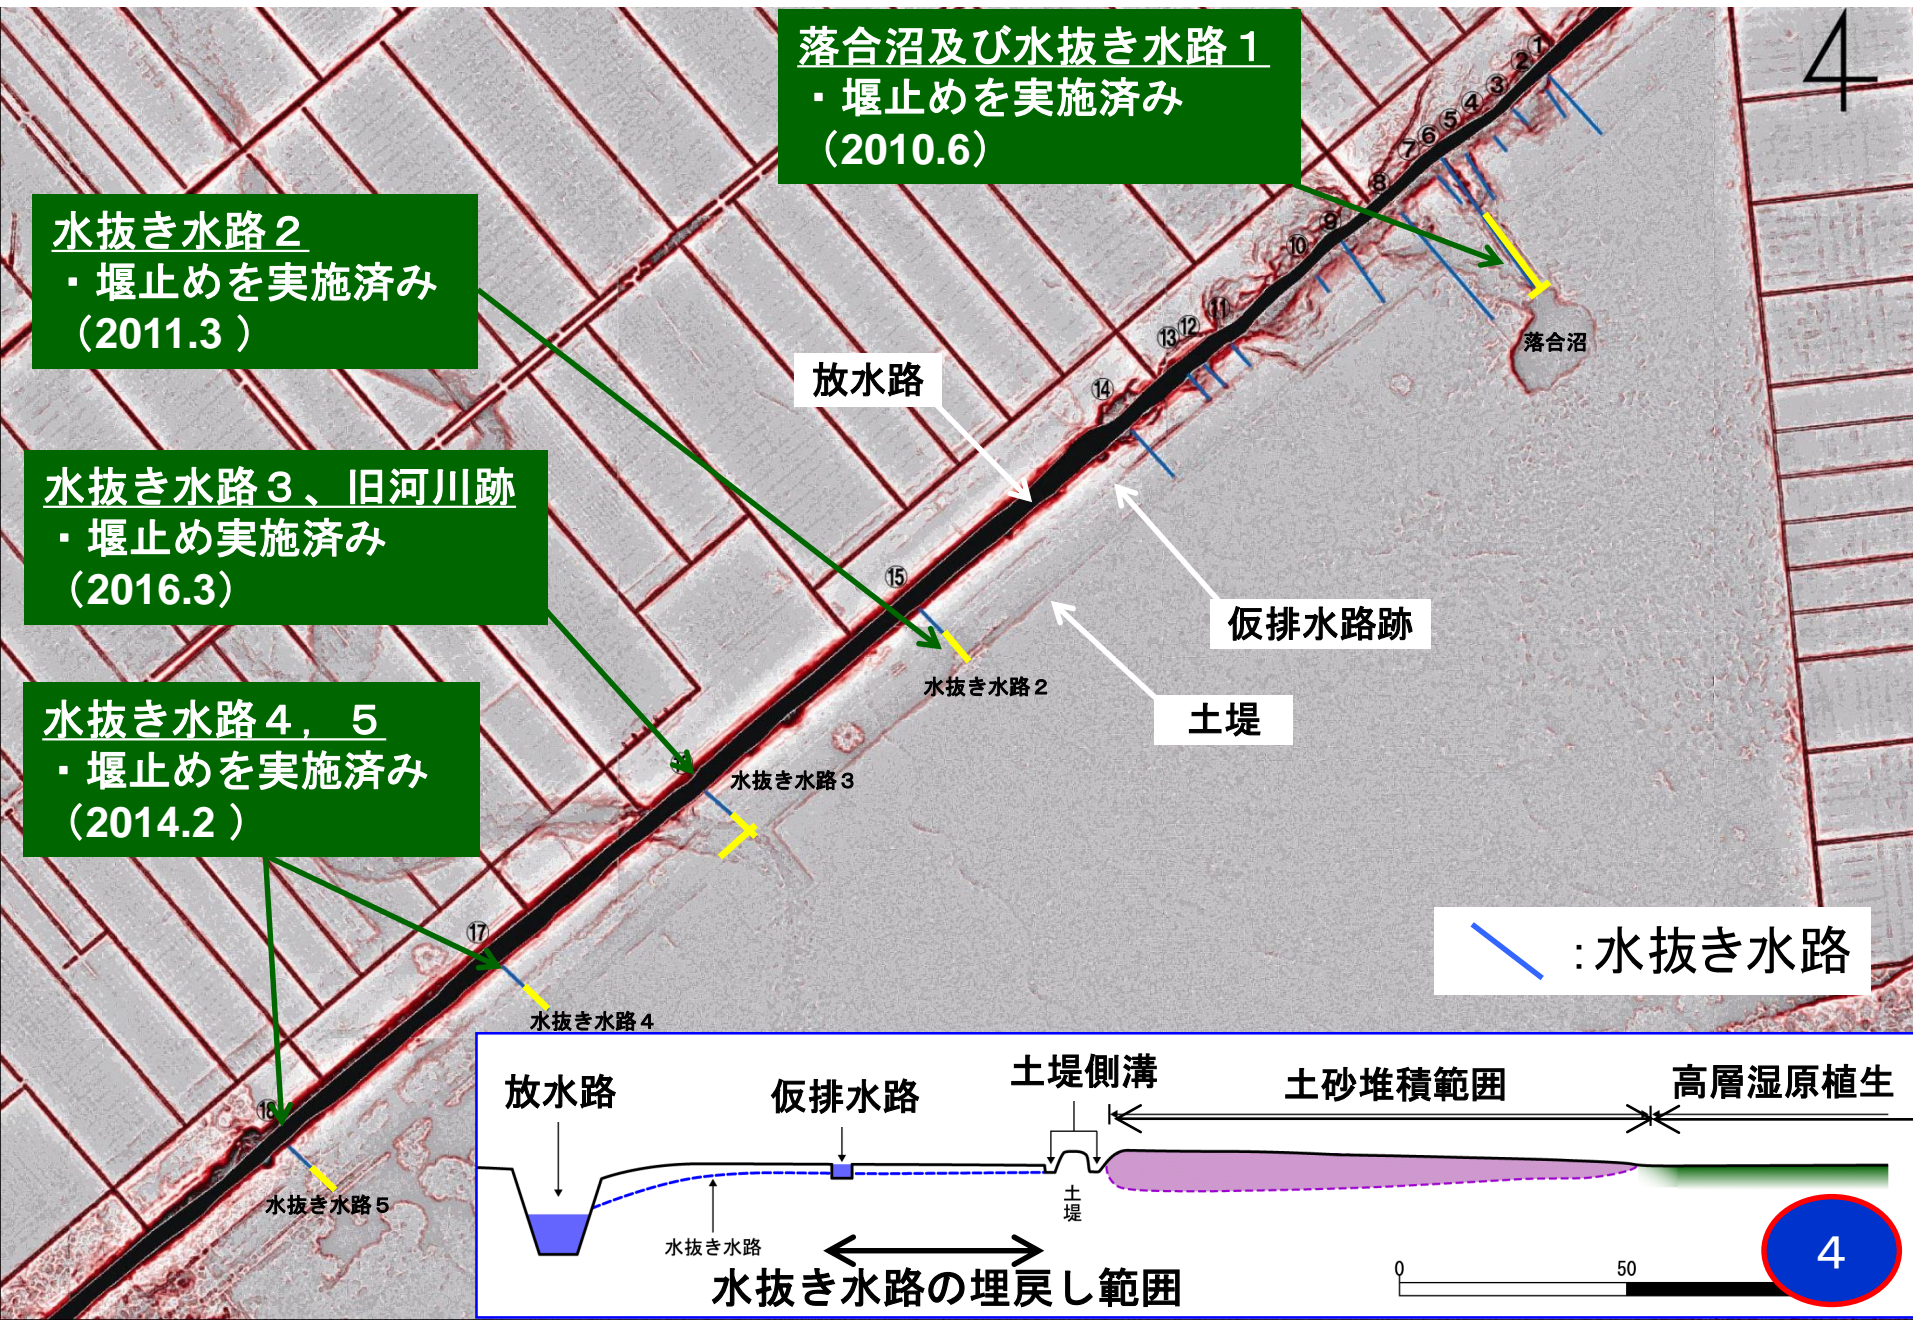 落合沼及び水抜き水路１
・堰止めを実施済み
（2010.6）
水抜き水路２
・堰止めを実施済み
（2011.3 ）
水抜き水路３、旧河川跡
・堰止め実施済み
（2016.3）
水抜き水路４，５
・堰止めを実施済み
（2014.2 ）
①
②
③
④
⑤
⑥
⑦
⑧
⑨
⑩
⑪
⑫
⑬
⑭
⑮
⑰
⑱
落合沼
放水路
仮排水路跡
土堤
水抜き水路２
水抜き水路３
水抜き水路４
水抜き水路５
：水抜き水路
放水路
仮排水路
土堤側溝
土砂堆積範囲
高層湿原植生
土堤
水抜き水路
水抜き水路の埋戻し範囲
0
50
4